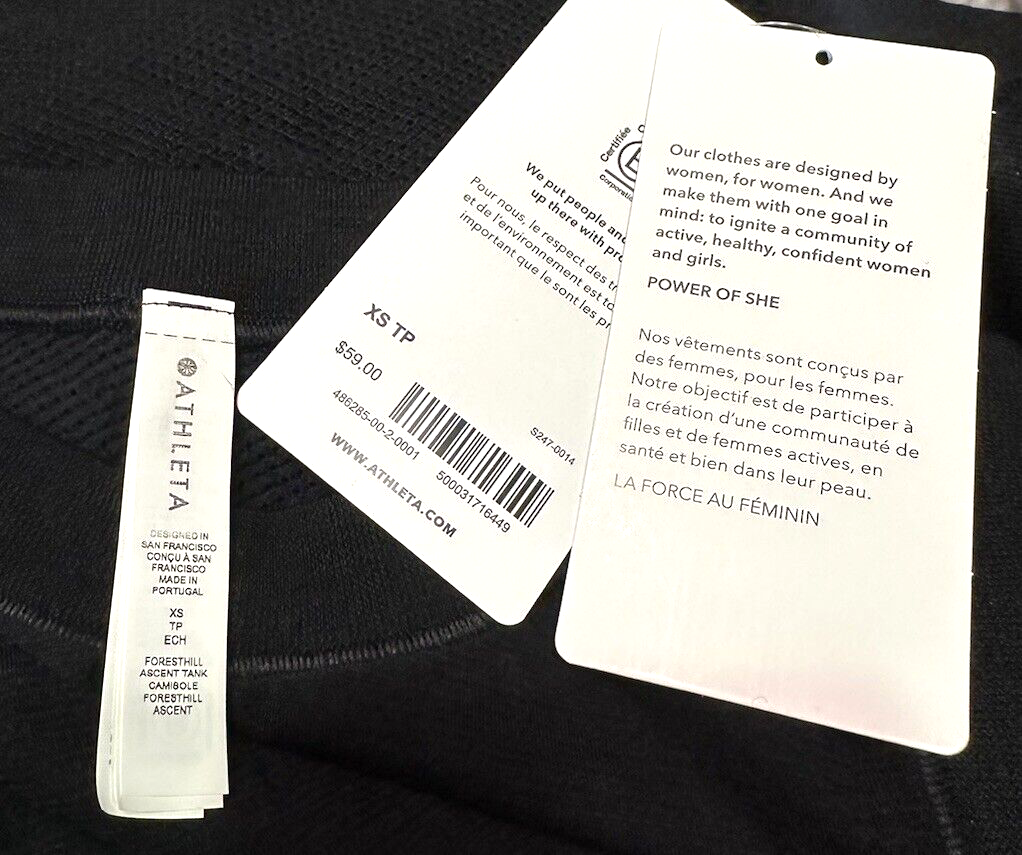 ATHLETA
DESIGNED IN
SAN FRANCISCO
CONÇU À SAN
FRANCISCO
MADE IN
PORTUGAL
XS
TP
ECH
FORESTHILL
ASCENT TANK
CAMISOLE
FORESTHILL
ASCENT
Certifiée
Corporation
We put people and
up there with
Pour nous, le respect des
et de l'environnement est
important que le sont les
XS TP
$59.00
486285-00-2-0001
S247-0014
500031716449
WWW.ATHLETA.COM
Our clothes are designed by
women, for women. And we
make them with one goal in
mind: to ignite a community of
active, healthy, confident women
and girls.
POWER OF SHE
Nos vêtements sont conçus par
des femmes, pour les femmes.
Notre objectif est de participer à
la création d'une communauté de
filles et de femmes actives, en
santé et bien dans leur peau.
LA FORCE AU FÉMININ